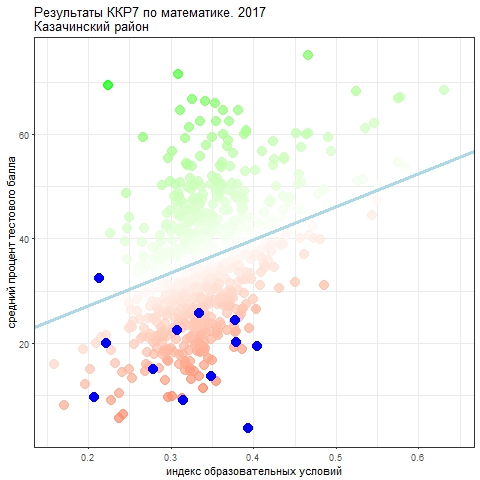 Результаты ККР7 по математике. 2017
Казачинский район
средний процент тестового балла
60
40
20
0.2 0.3 0.4 0.5 0.6
индекс образовательных условий